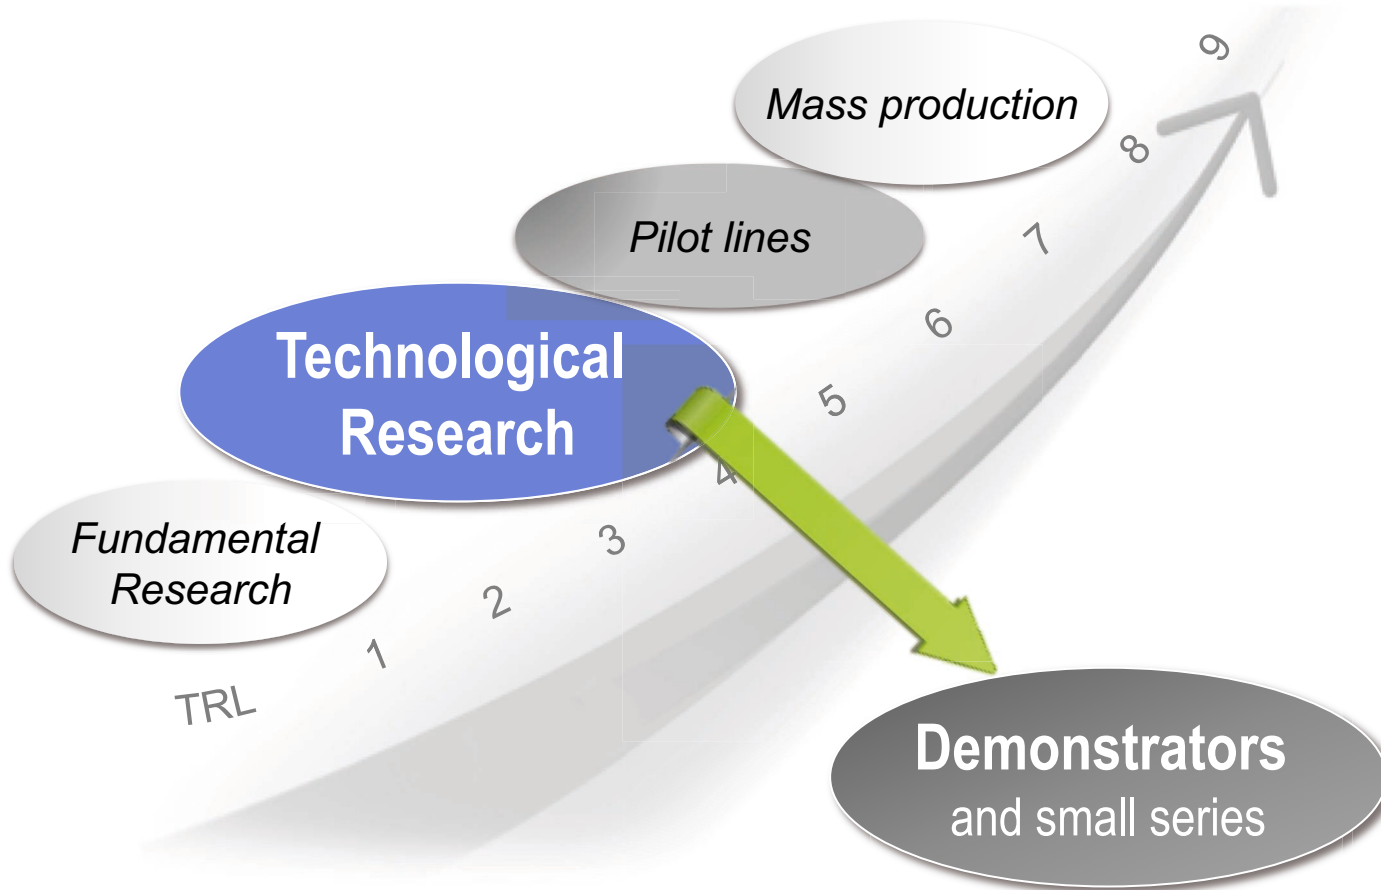 9
Mass production
8
Pilot lines
7
6
Technological
Research
5
4
3
Fundamental
Research
2
1
TRL
Demonstrators
and small series